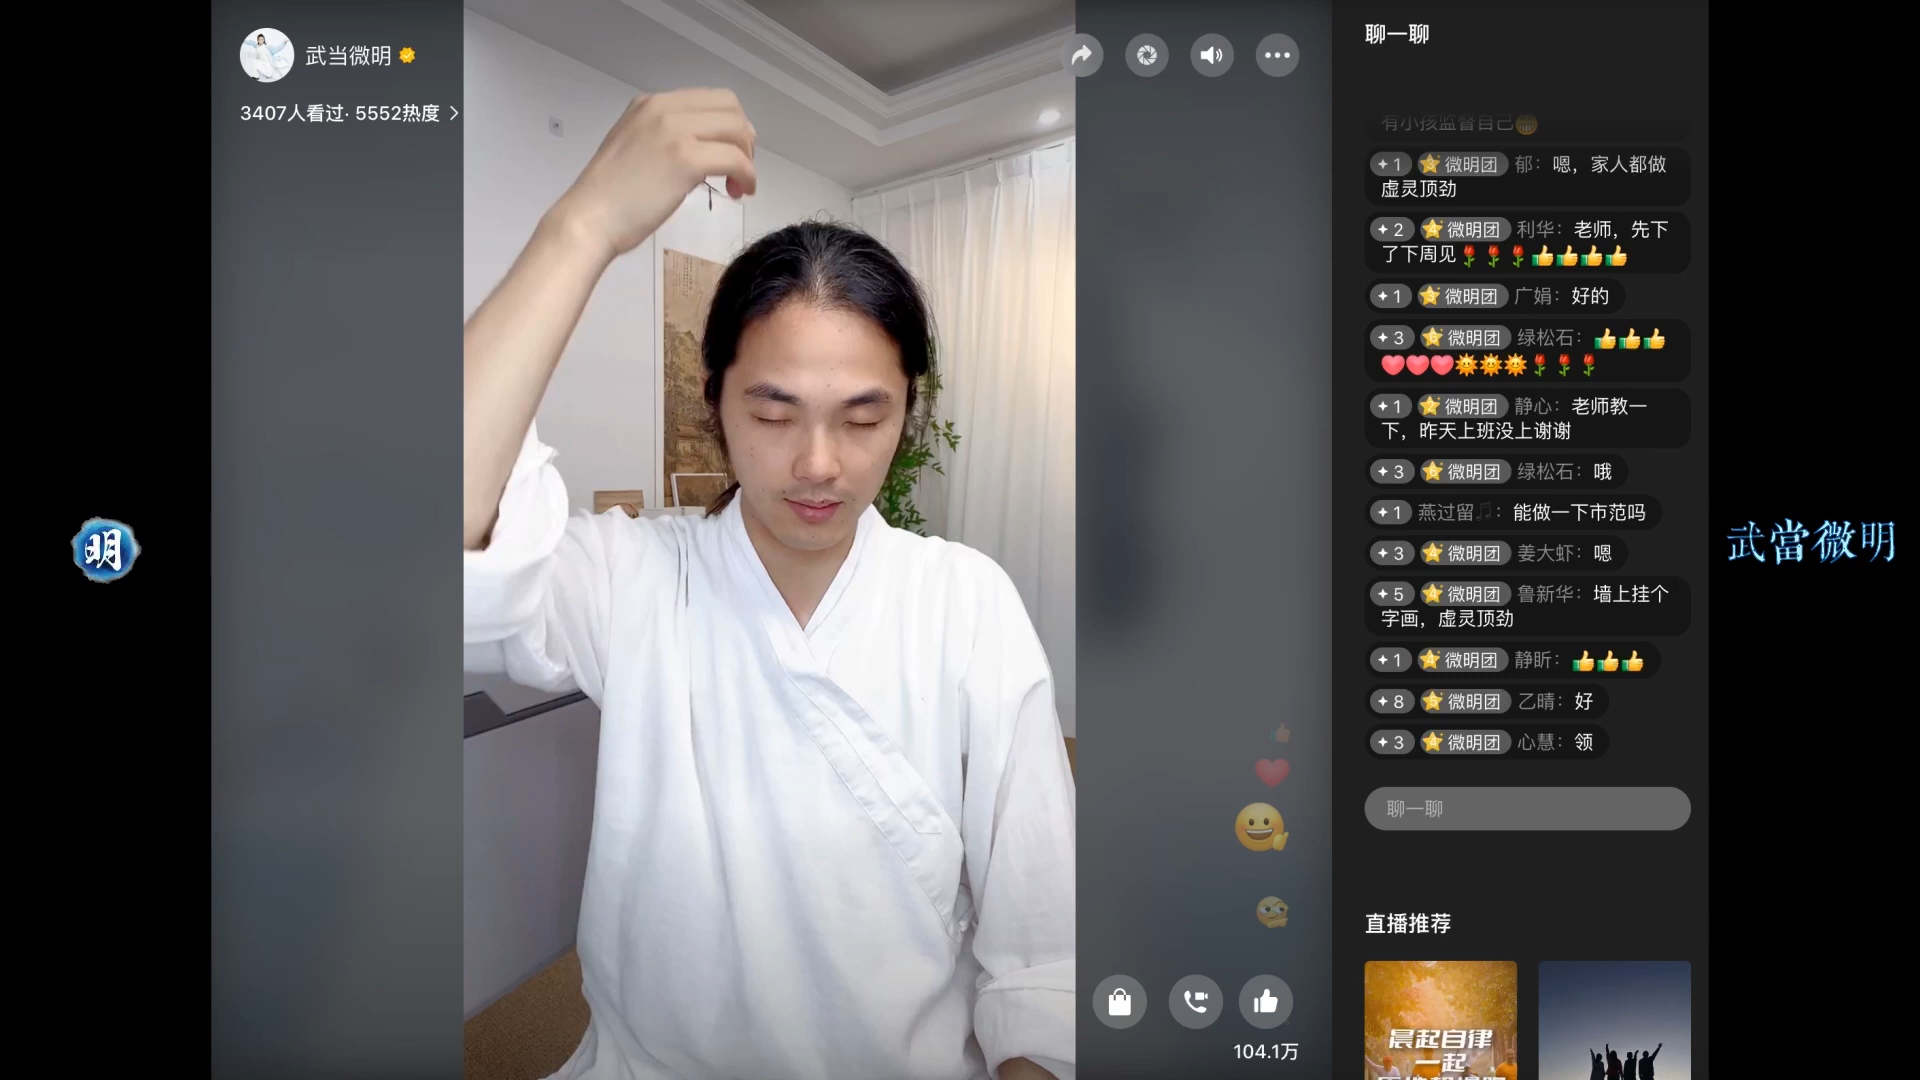 武当微明
3407人看过· 5552热度
聊一聊
有小孩监督自己
+1 微明团 郁：嗯，家人都做
虚灵顶劲
+2 微明团 利华：老师，先下
了下周见
+1 微明团 广娟：好的
+3 微明团 绿松石：
+1 微明团 静心：老师教一
下，昨天上班没上谢谢
+3 微明团 绿松石：哦
+1 燕过留🎵：能做一下市范吗
+3 微明团 姜大虾：嗯
+5 微明团 鲁新华：墙上挂个
字画，虚灵顶劲
+1 微明团 静昕：
+8 微明团 乙晴：好
+3 微明团 心慧：领
聊一聊
明
武當微明
直播推荐
晨起自律
一起
104.1万